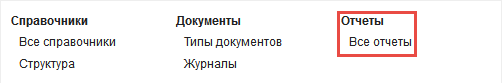 Справочники Документы Отчеты
Все справочники Типы документов Все отчеты
Структура Журналы